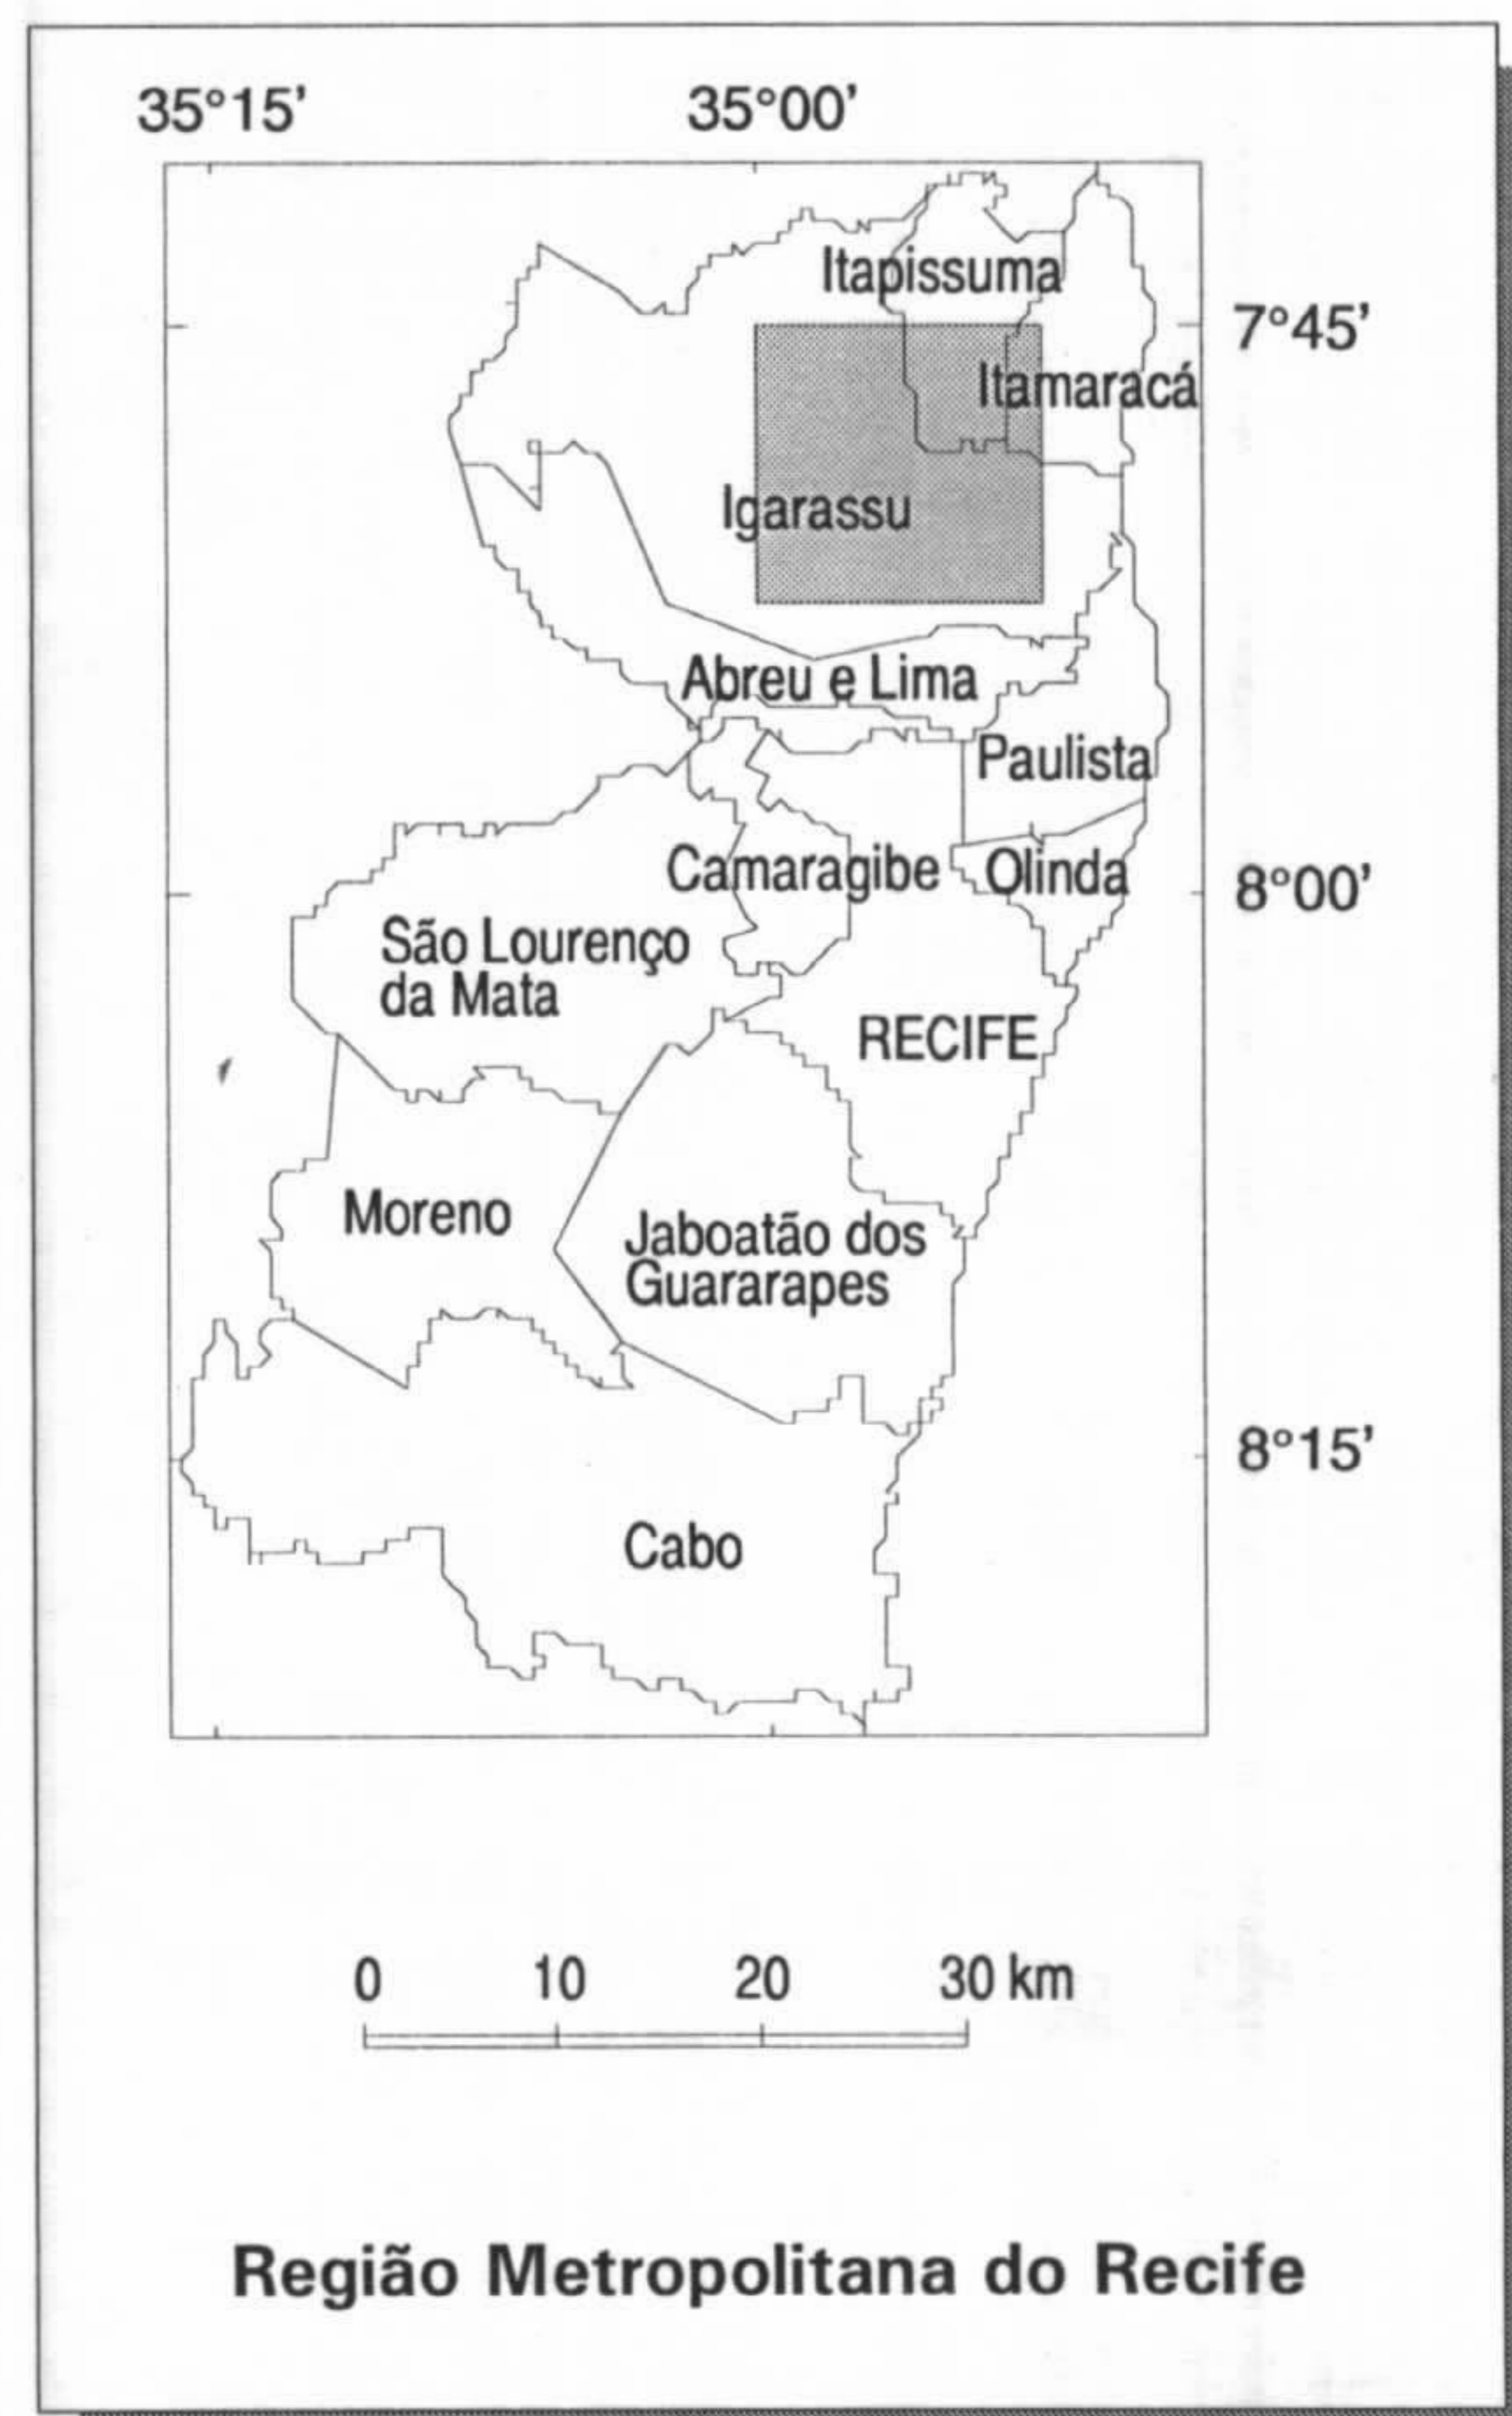 35°15'
35°00'
Itapissuma
7°45'
Itamaracá
Igarassu
Abreu e Lima
Paulista
Camaragibe
Olinda
8°00'
São Lourenço
da Mata
RECIFE
Moreno
Jaboatão dos
Guararapes
8°15'
Cabo
0 10 20 30 km
Região Metropolitana do Recife